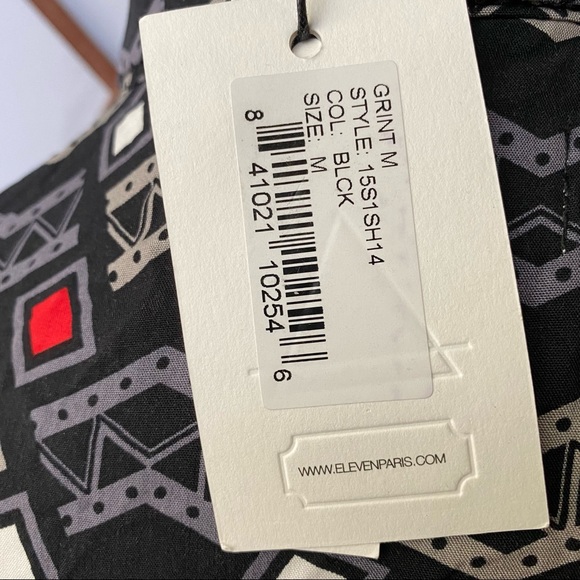 GRINT M
STYLE: 15S1SH14
COL: BLCK
SIZE: M
8 41021 10254 6
WWW.ELEVENPARIS.COM